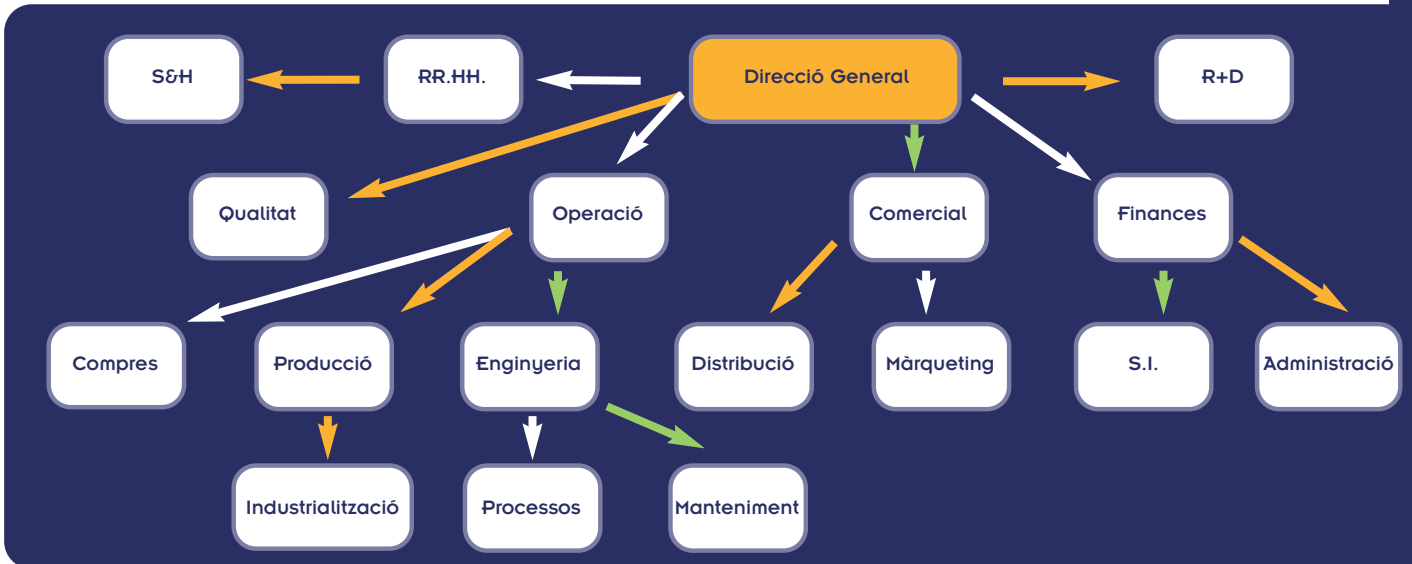 S&H
RR.HH.
Direcció General
R+D
Qualitat
Operació
Comercial
Finances
Compres
Producció
Enginyeria
Distribució
Màrqueting
S.I.
Administració
Industrialització
Processos
Manteniment